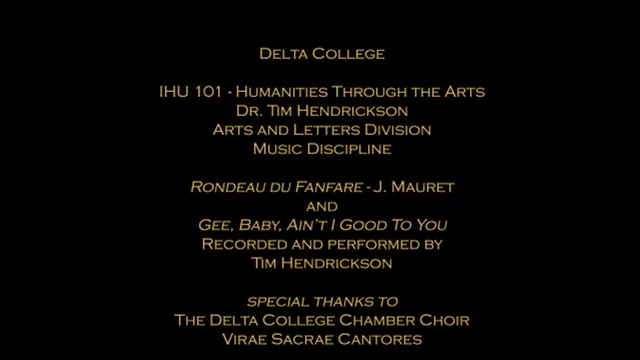 DELTA COLLEGE
IHU 101 - HUMANITIES THROUGH THE ARTS
DR. TIM HENDRICKSON
ARTS AND LETTERS DIVISION
MUSIC DISCIPLINE
RONDEAU DU FANFARE - J. MAURET
AND
GEE, BABY, AIN'T I GOOD TO YOU
RECORDED AND PERFORMED BY
TIM HENDRICKSON
SPECIAL THANKS TO
THE DELTA COLLEGE CHAMBER CHOIR
VIRAE SACRAE CANTORES